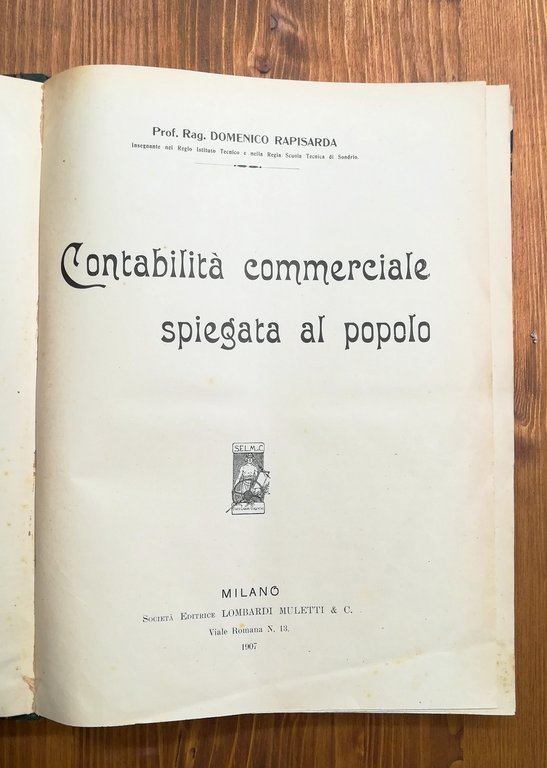 Prof. Rag. DOMENICO RAPISARDA
Insegnante nel Regio Istituto Tecnico e nella Regia Scuola Tecnica di Sondrio.
Contabilità commerciale
spiegata al popolo
S.E.L.M.&C.
MILANO
Società Editrice LOMBARDI MULETTI & C.
Viale Romana N. 13.
1907